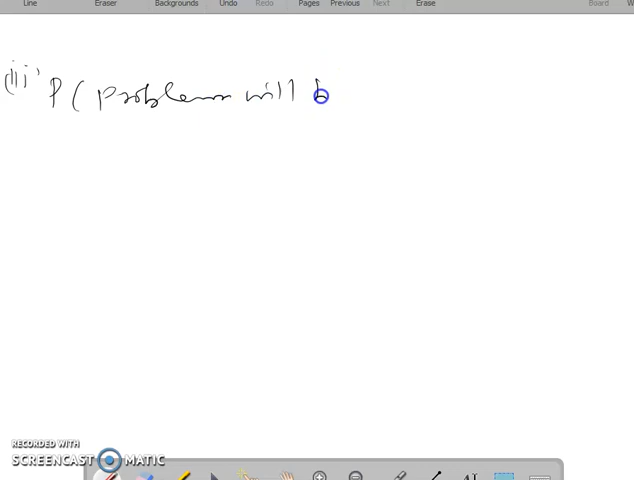 Line Eraser Backgrounds Undo Redo Pages Previous Next Erase Board
(iii) P( Problem will b
RECORDED WITH
SCREENCAST MATIC